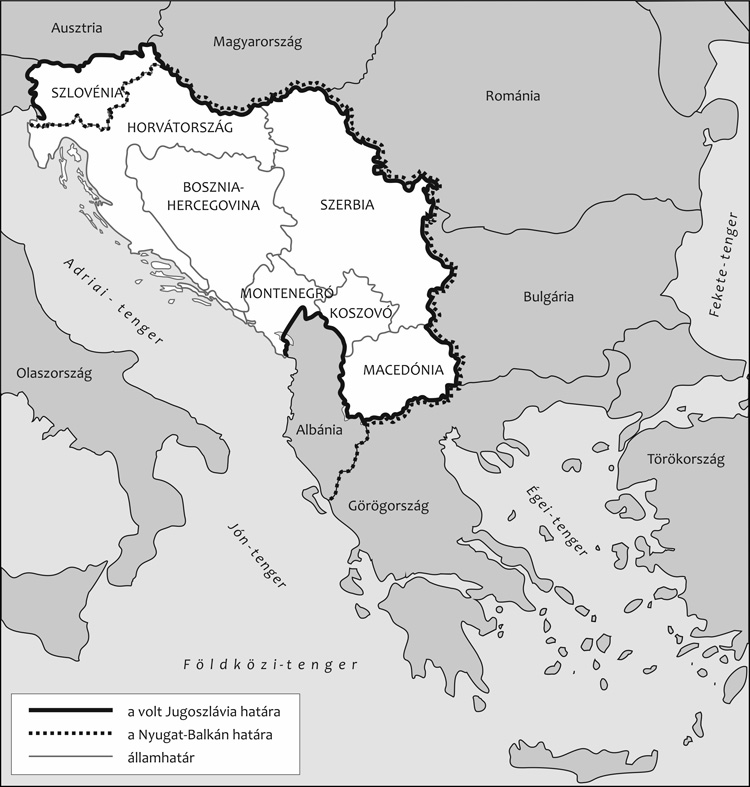 Ausztria
Magyarország
SZLOVÉNIA
Románia
HORVÁTORSZÁG
BOSZNIA-
HERCEGOVINA
SZERBIA
Fekete-tenger
Adriai-tenger
MONTENEGRÓ
Bulgária
KOSZOVÓ
Olaszország
MACEDÓNIA
Albánia
Törökország
Görögország
Égei-tenger
Jón-tenger
Földközi-tenger
a volt Jugoszlávia határa
a Nyugat-Balkán határa
államhatár